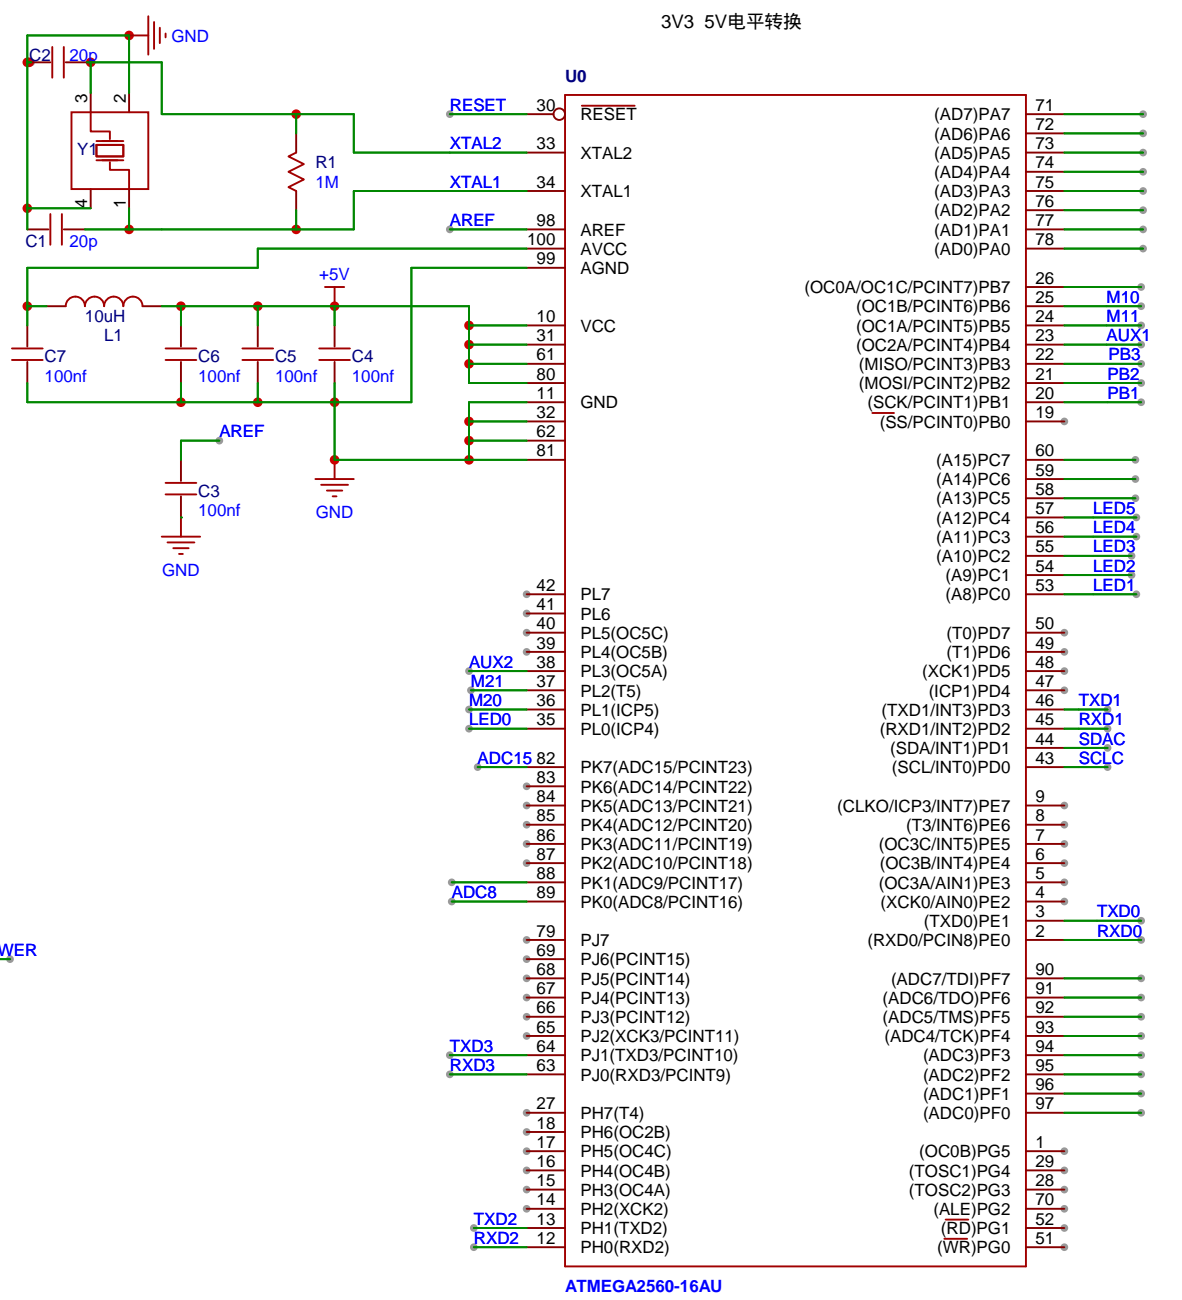 3V3 5V电平转换
GND
C2 20p
3 2
Y1
4 1
C1 20p
R1
1M
+5V
10uH
L1
C7
100nf
C6
100nf
C5
100nf
C4
100nf
AREF
C3
100nf
GND
GND
WER
U0
RESET 30 RESET
XTAL2 33 XTAL2
XTAL1 34 XTAL1
AREF 98 AREF
100 AVCC
99 AGND
10 VCC
31
61
80
11 GND
32
62
81
42 PL7
41 PL6
40 PL5(OC5C)
39 PL4(OC5B)
AUX2 38 PL3(OC5A)
M21 37 PL2(T5)
M20 36 PL1(ICP5)
LED0 35 PL0(ICP4)
ADC15 82 PK7(ADC15/PCINT23)
83 PK6(ADC14/PCINT22)
84 PK5(ADC13/PCINT21)
85 PK4(ADC12/PCINT20)
86 PK3(ADC11/PCINT19)
87 PK2(ADC10/PCINT18)
88 PK1(ADC9/PCINT17)
ADC8 89 PK0(ADC8/PCINT16)
79 PJ7
69 PJ6(PCINT15)
68 PJ5(PCINT14)
67 PJ4(PCINT13)
66 PJ3(PCINT12)
65 PJ2(XCK3/PCINT11)
TXD3 64 PJ1(TXD3/PCINT10)
RXD3 63 PJ0(RXD3/PCINT9)
27 PH7(T4)
18 PH6(OC2B)
17 PH5(OC4C)
16 PH4(OC4B)
15 PH3(OC4A)
14 PH2(XCK2)
TXD2 13 PH1(TXD2)
RXD2 12 PH0(RXD2)
(AD7)PA7 71
(AD6)PA6 72
(AD5)PA5 73
(AD4)PA4 74
(AD3)PA3 75
(AD2)PA2 76
(AD1)PA1 77
(AD0)PA0 78
(OC0A/OC1C/PCINT7)PB7 26
(OC1B/PCINT6)PB6 25 M10
(OC1A/PCINT5)PB5 24 M11
(OC2A/PCINT4)PB4 23 AUX1
(MISO/PCINT3)PB3 22 PB3
(MOSI/PCINT2)PB2 21 PB2
(SCK/PCINT1)PB1 20 PB1
(SS/PCINT0)PB0 19
(A15)PC7 60
(A14)PC6 59
(A13)PC5 58
(A12)PC4 57 LED5
(A11)PC3 56 LED4
(A10)PC2 55 LED3
(A9)PC1 54 LED2
(A8)PC0 53 LED1
(T0)PD7 50
(T1)PD6 49
(XCK1)PD5 48
(ICP1)PD4 47
(TXD1/INT3)PD3 46 TXD1
(RXD1/INT2)PD2 45 RXD1
(SDA/INT1)PD1 44 SDAC
(SCL/INT0)PD0 43 SCLC
(CLKO/ICP3/INT7)PE7 9
(T3/INT6)PE6 8
(OC3C/INT5)PE5 7
(OC3B/INT4)PE4 6
(OC3A/AIN1)PE3 5
(XCK0/AIN0)PE2 4
(TXD0)PE1 3 TXD0
(RXD0/PCIN8)PE0 2 RXD0
(ADC7/TDI)PF7 90
(ADC6/TDO)PF6 91
(ADC5/TMS)PF5 92
(ADC4/TCK)PF4 93
(ADC3)PF3 94
(ADC2)PF2 95
(ADC1)PF1 96
(ADC0)PF0 97
(OC0B)PG5 1
(TOSC1)PG4 29
(TOSC2)PG3 28
(ALE)PG2 70
(RD)PG1 52
(WR)PG0 51
ATMEGA2560-16AU